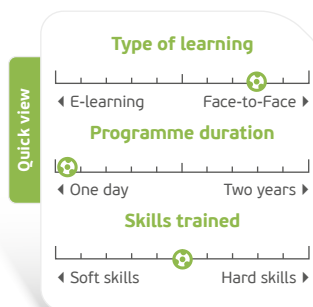 Quick view
Type of learning
E-learning Face-to-Face
Programme duration
One day Two years
Skills trained
Soft skills Hard skills